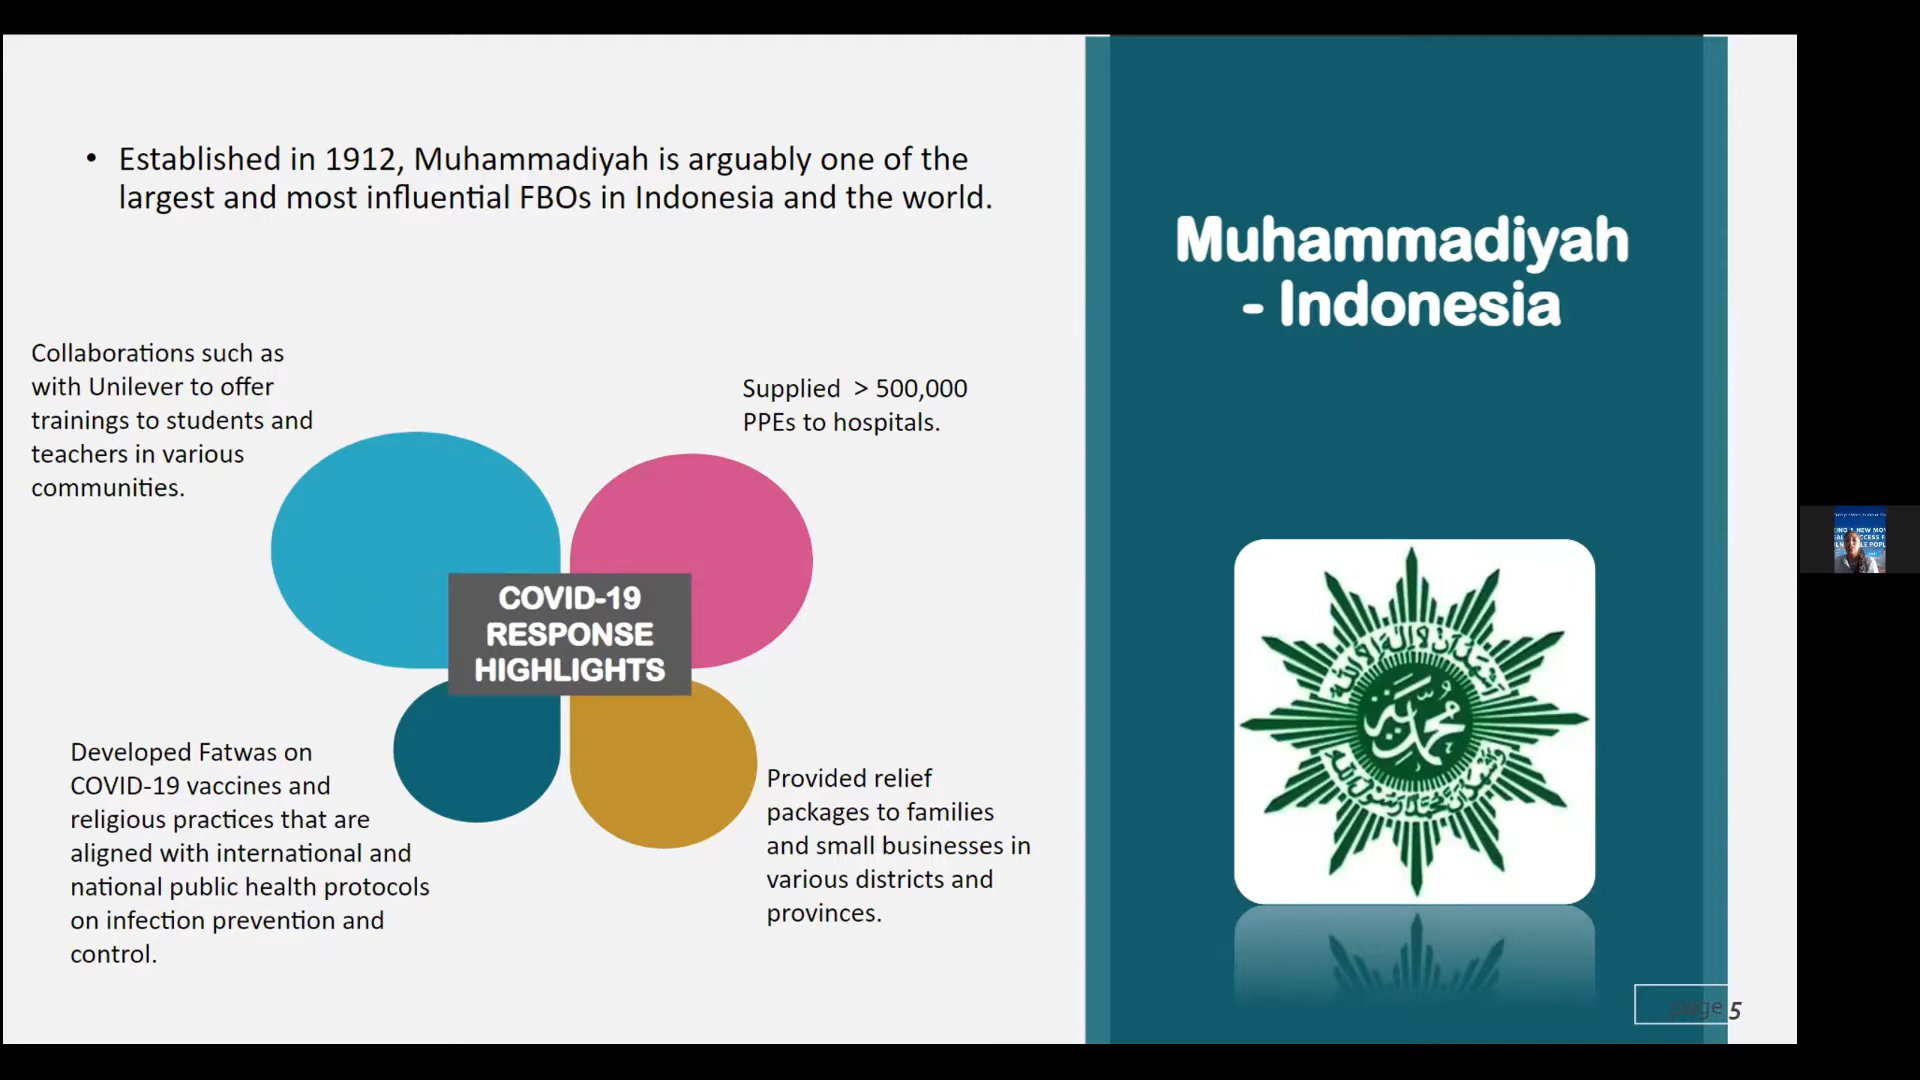 • Established in 1912, Muhammadiyah is arguably one of the
largest and most influential FBOs in Indonesia and the world.
Collaborations such as
with Unilever to offer
trainings to students and
teachers in various
communities.
Supplied > 500,000
PPEs to hospitals.
COVID-19
RESPONSE
HIGHLIGHTS
Developed Fatwas on
COVID-19 vaccines and
religious practices that are
aligned with international and
national public health protocols
on infection prevention and
control.
Provided relief
packages to families
and small businesses in
various districts and
provinces.
Muhammadiyah
- Indonesia
محمدية
page 5